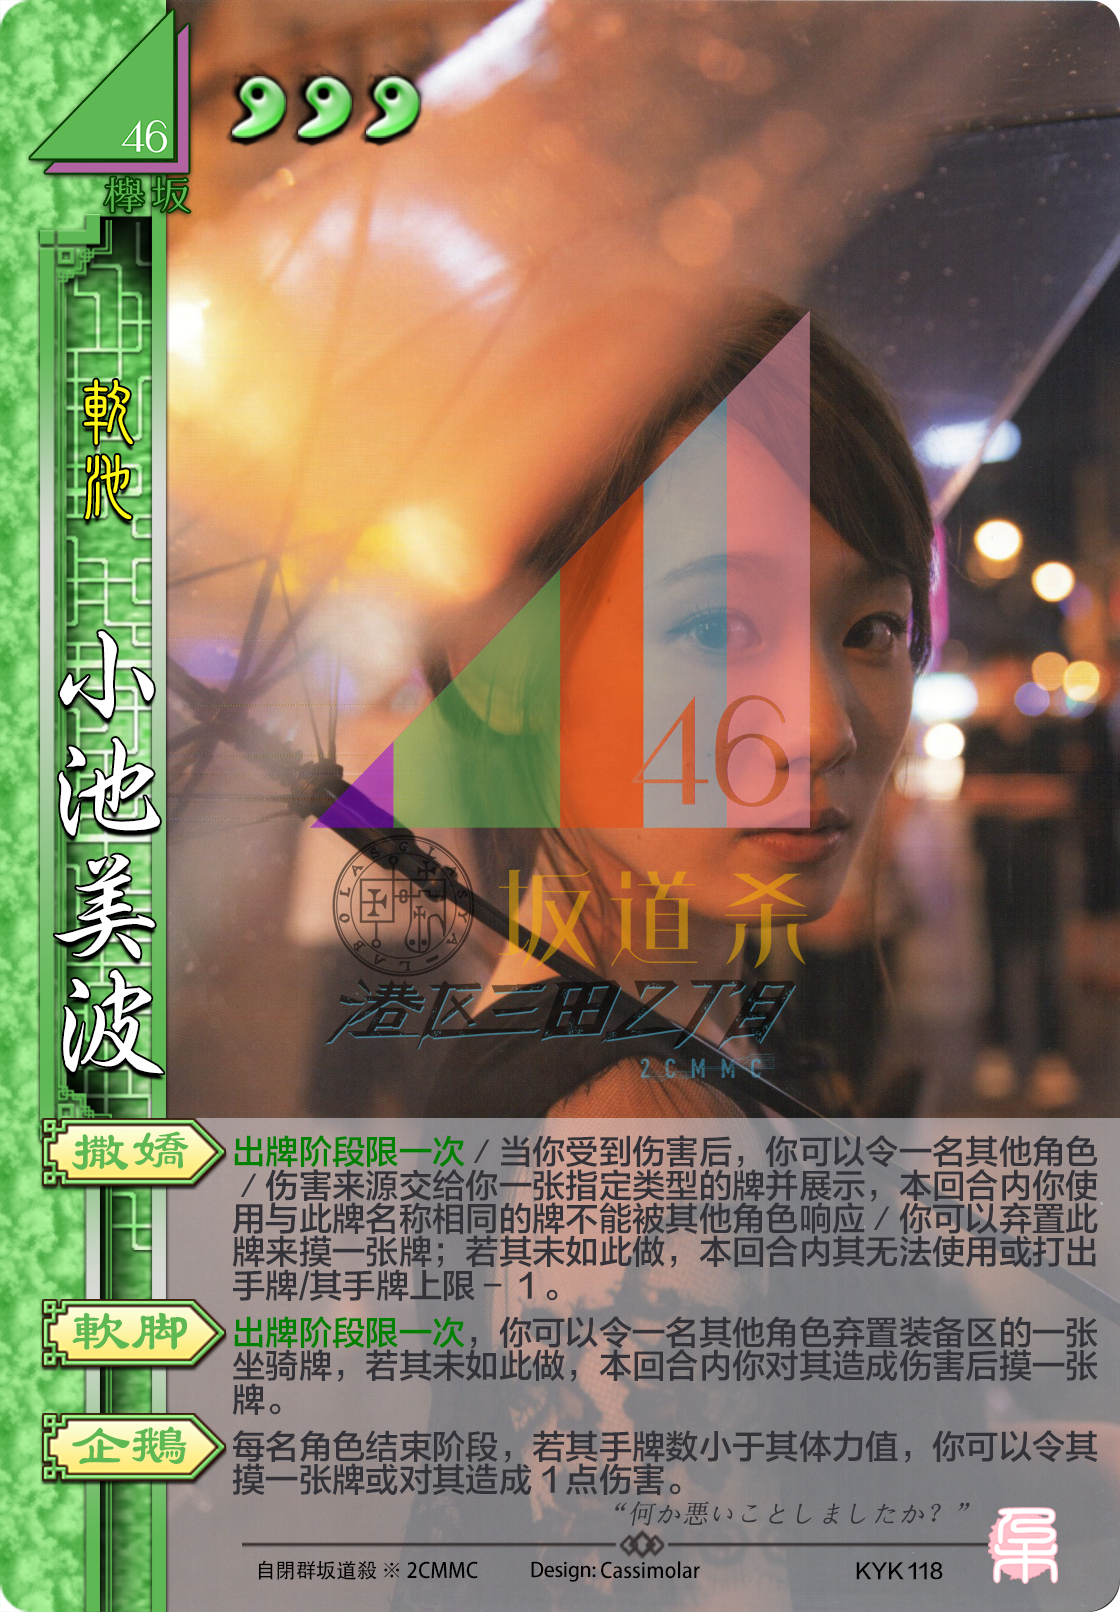 46
欅坂
軟池
小池美波
46
坂道杀
GLASYALABOLAS
港区三田2丁目
2CMMC
撒嬌
出牌阶段限一次 / 当你受到伤害后，你可以令一名其他角色
/ 伤害来源交给你一张指定类型的牌并展示，本回合内你使
用与此牌名称相同的牌不能被其他角色响应 / 你可以弃置此
牌来摸一张牌；若其未如此做，本回合内其无法使用或打出
手牌/其手牌上限－１。
軟脚
出牌阶段限一次，你可以令一名其他角色弃置装备区的一张
坐骑牌，若其未如此做，本回合内你对其造成伤害后摸一张
牌。
企鵝
每名角色结束阶段，若其手牌数小于其体力值，你可以令其
摸一张牌或对其造成 1点伤害。
“何か悪いことしましたか？”
自閉群坂道殺 ※ 2CMMC
Design: Cassimolar
KYK 118